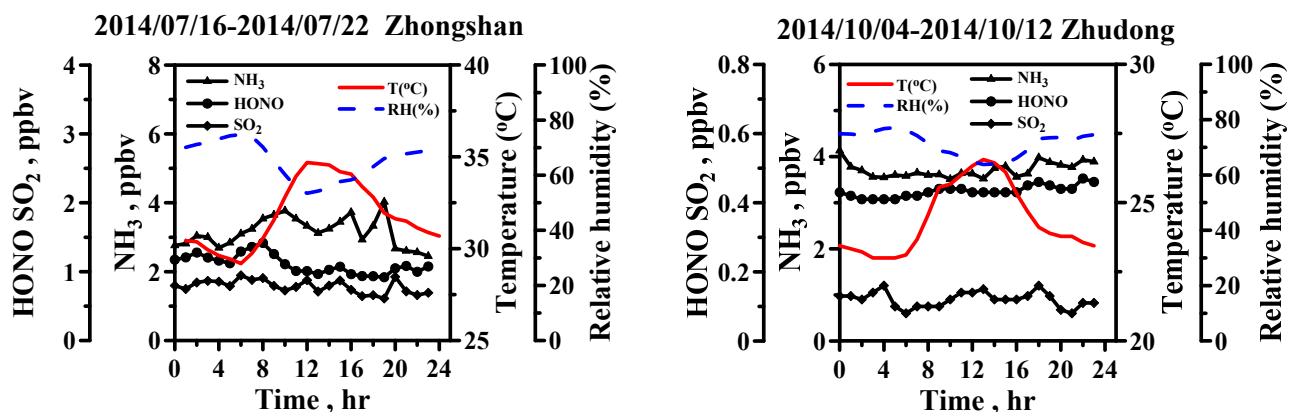 2014/07/16-2014/07/22 Zhongshan
HONO SO2 , ppbv
4
3
2
1
0
NH3 , ppbv
8
6
4
2
0
NH3
HONO
SO2
T(ºC)
RH(%)
40
35
30
25
Temperature (ºC)
100
80
60
40
20
0
Relative humidity (%)
0 4 8 12 16 20 24
Time , hr
2014/10/04-2014/10/12 Zhudong
HONO SO2 , ppbv
0.8
0.6
0.4
0.2
0
NH3 , ppbv
6
4
2
0
T(ºC)
RH(%)
NH3
HONO
SO2
30
25
20
Temperature (ºC)
100
80
60
40
20
0
Relative humidity (%)
0 4 8 12 16 20 24
Time , hr